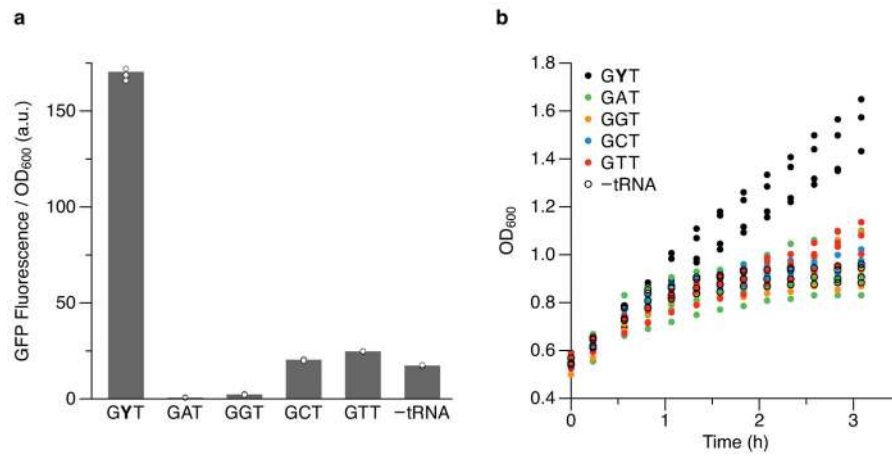 a
GFP Fluorescence / OD600 (a.u.)
150
100
50
0
GYT GAT GGT GCT GTT −tRNA
b
OD600
1.8
1.6
1.4
1.2
1.0
0.8
0.6
0.4
GYT
GAT
GGT
GCT
GTT
−tRNA
0 1 2 3
Time (h)